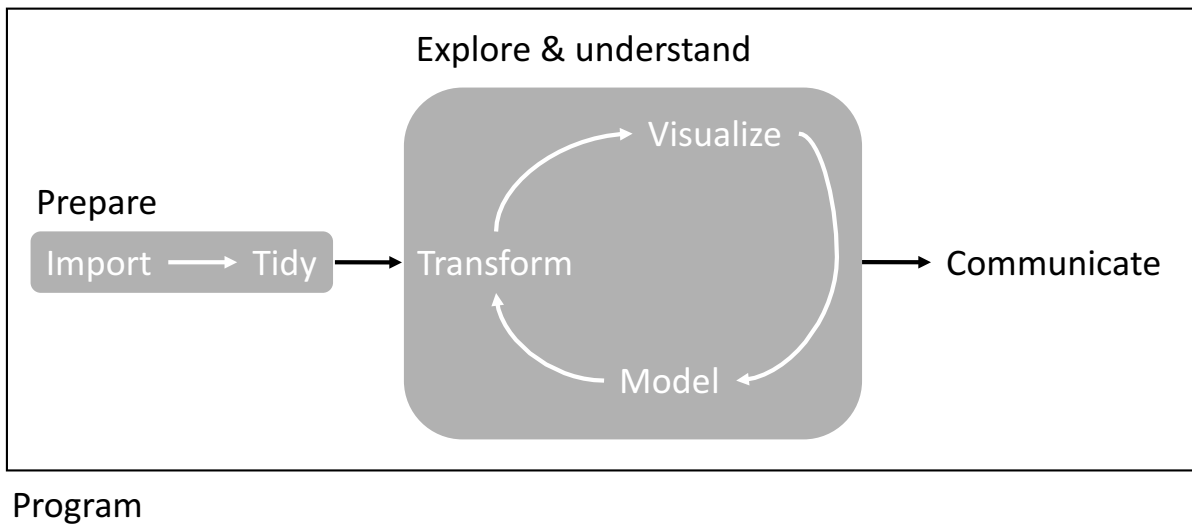 Explore & understand
Visualize
Prepare
Import Tidy Transform Communicate
Model
Program